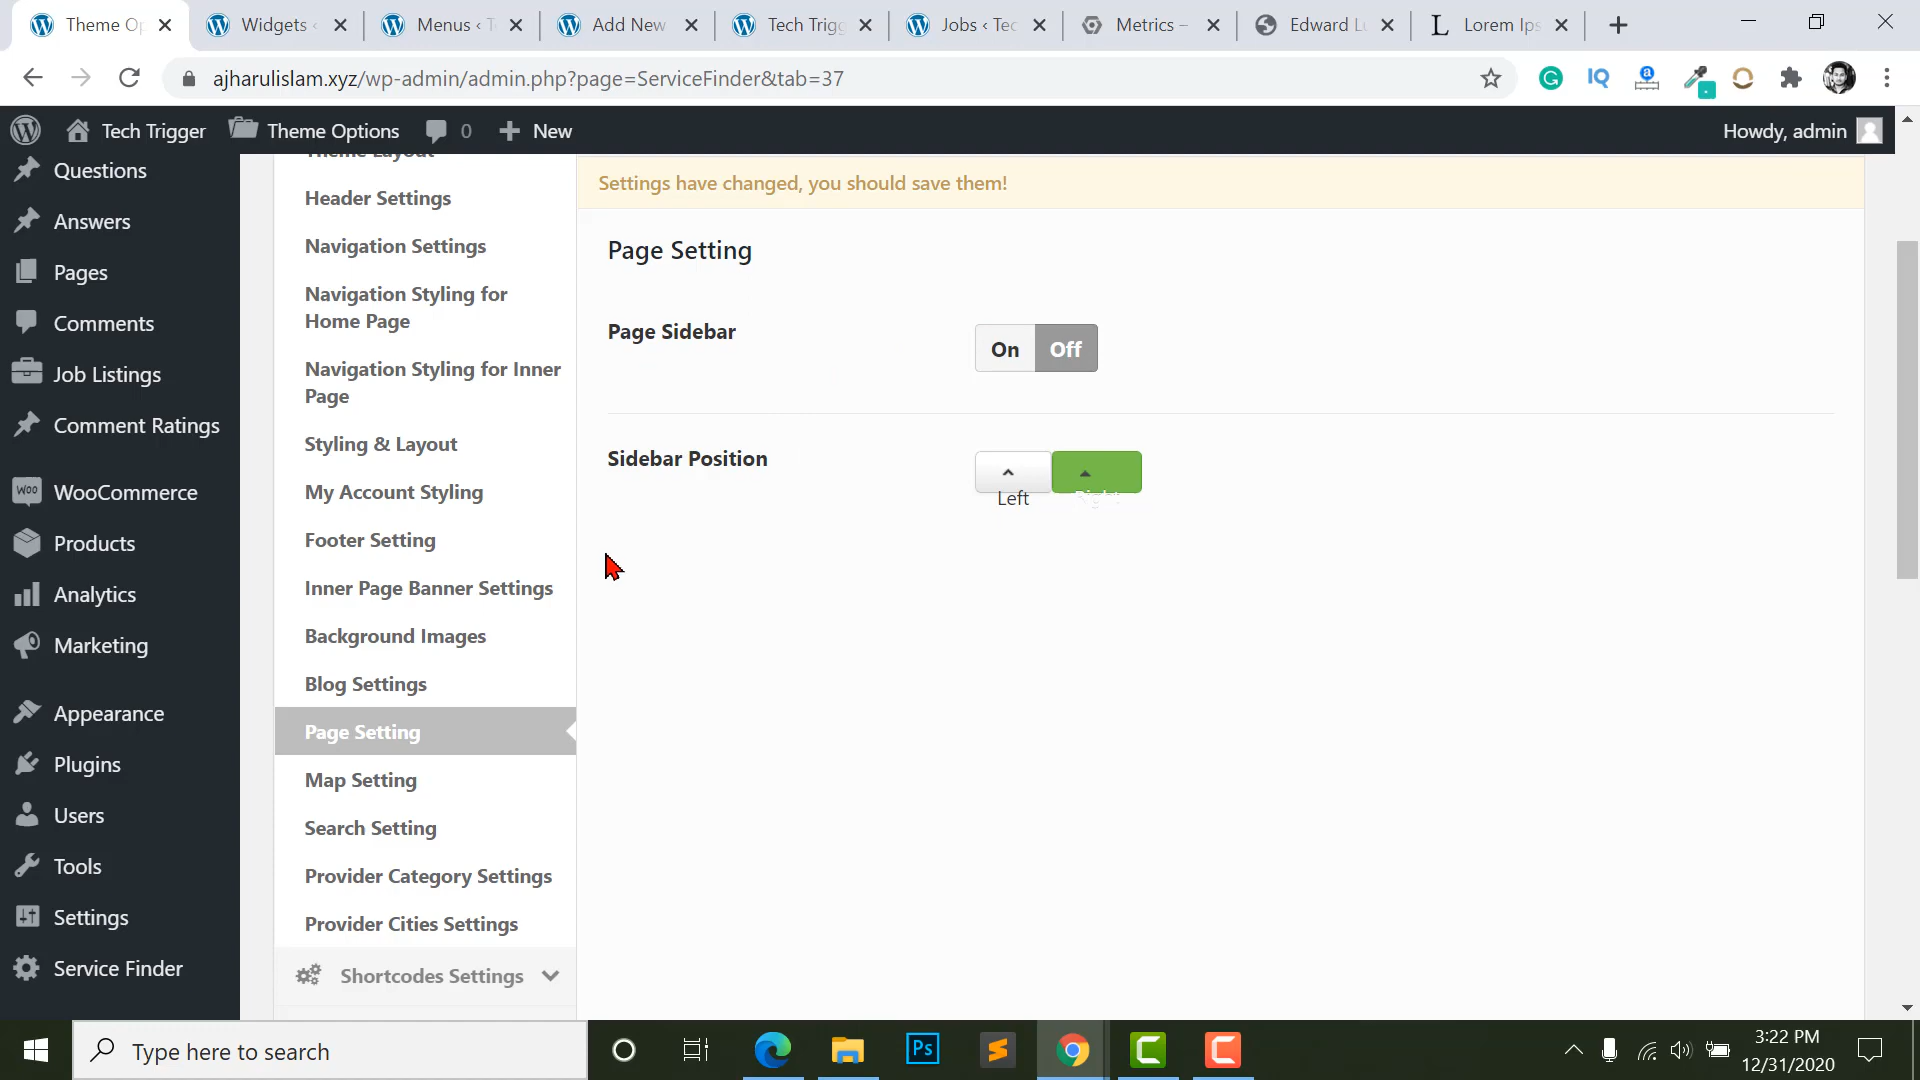 Theme Op
Widgets ‹
Menus ‹ T
Add New
Tech Trigg
Jobs ‹ Tec
Metrics –
Edward Lu
Lorem Ips
ajharulislam.xyz/wp-admin/admin.php?page=ServiceFinder&tab=37
Tech Trigger
Theme Options
0
New
Howdy, admin
Questions
Answers
Pages
Comments
Job Listings
Comment Ratings
WooCommerce
Products
Analytics
Marketing
Appearance
Plugins
Users
Tools
Settings
Service Finder
Theme Layout
Header Settings
Navigation Settings
Navigation Styling for
Home Page
Navigation Styling for Inner
Page
Styling & Layout
My Account Styling
Footer Setting
Inner Page Banner Settings
Background Images
Blog Settings
Page Setting
Map Setting
Search Setting
Provider Category Settings
Provider Cities Settings
Shortcodes Settings
Settings have changed, you should save them!
Page Setting
Page Sidebar
On
Off
Sidebar Position
Left
Right
Type here to search
Ps
3:22 PM
12/31/2020